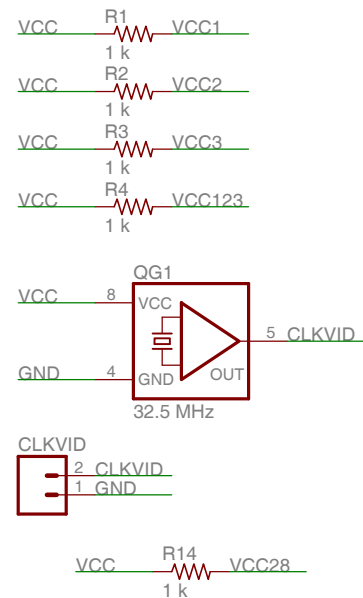 R1
VCC VCC1
1 k
R2
VCC VCC2
1 k
R3
VCC VCC3
1 k
R4
VCC VCC123
1 k
QG1
VCC 8 VCC
5 CLKVID
GND 4 GND OUT
32.5 MHz
CLKVID
2 CLKVID
1 GND
R14
VCC VCC28
1 k